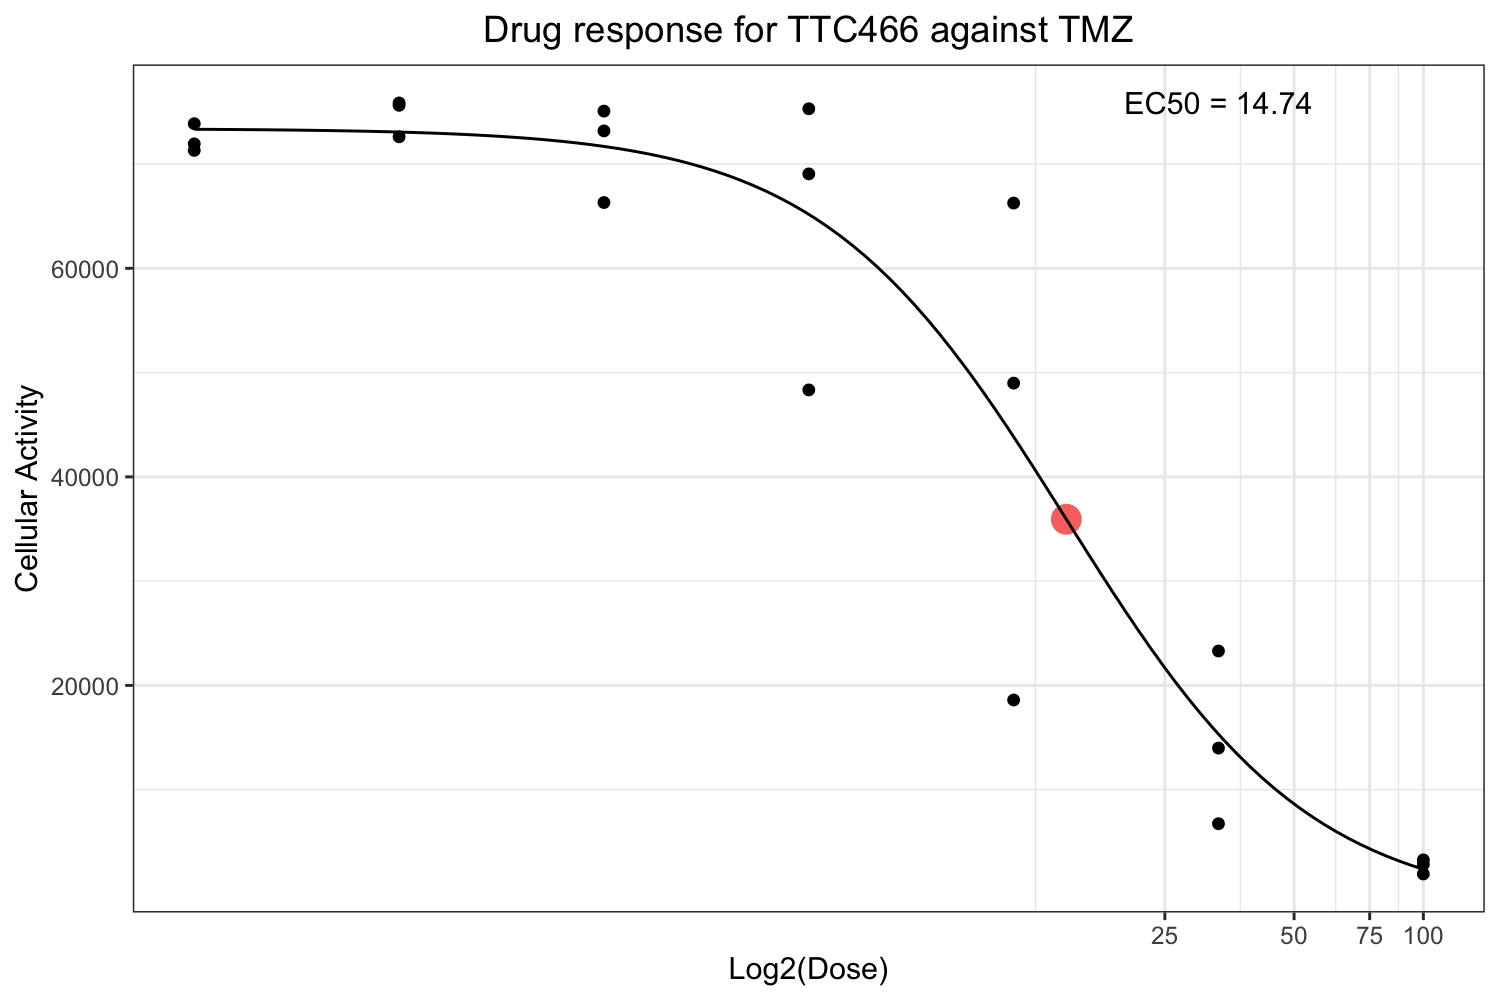 Drug response for TTC466 against TMZ
EC50 = 14.74
60000
40000
20000
Cellular Activity
25 50 75 100
Log2(Dose)